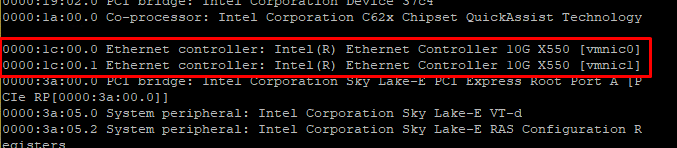 0000:19:02.0 PCI bridge: Intel Corporation Device 37c4
0000:1a:00.0 Co-processor: Intel Corporation C62x Chipset QuickAssist Technology
0000:1c:00.0 Ethernet controller: Intel(R) Ethernet Controller 10G X550 [vmnic0]
0000:1c:00.1 Ethernet controller: Intel(R) Ethernet Controller 10G X550 [vmnic1]
0000:3a:00.0 PCI bridge: Intel Corporation Sky Lake-E PCI Express Root Port A [P
CIe RP[0000:3a:00.0]]
0000:3a:05.0 System peripheral: Intel Corporation Sky Lake-E VT-d
0000:3a:05.2 System peripheral: Intel Corporation Sky Lake-E RAS Configuration R
egisters